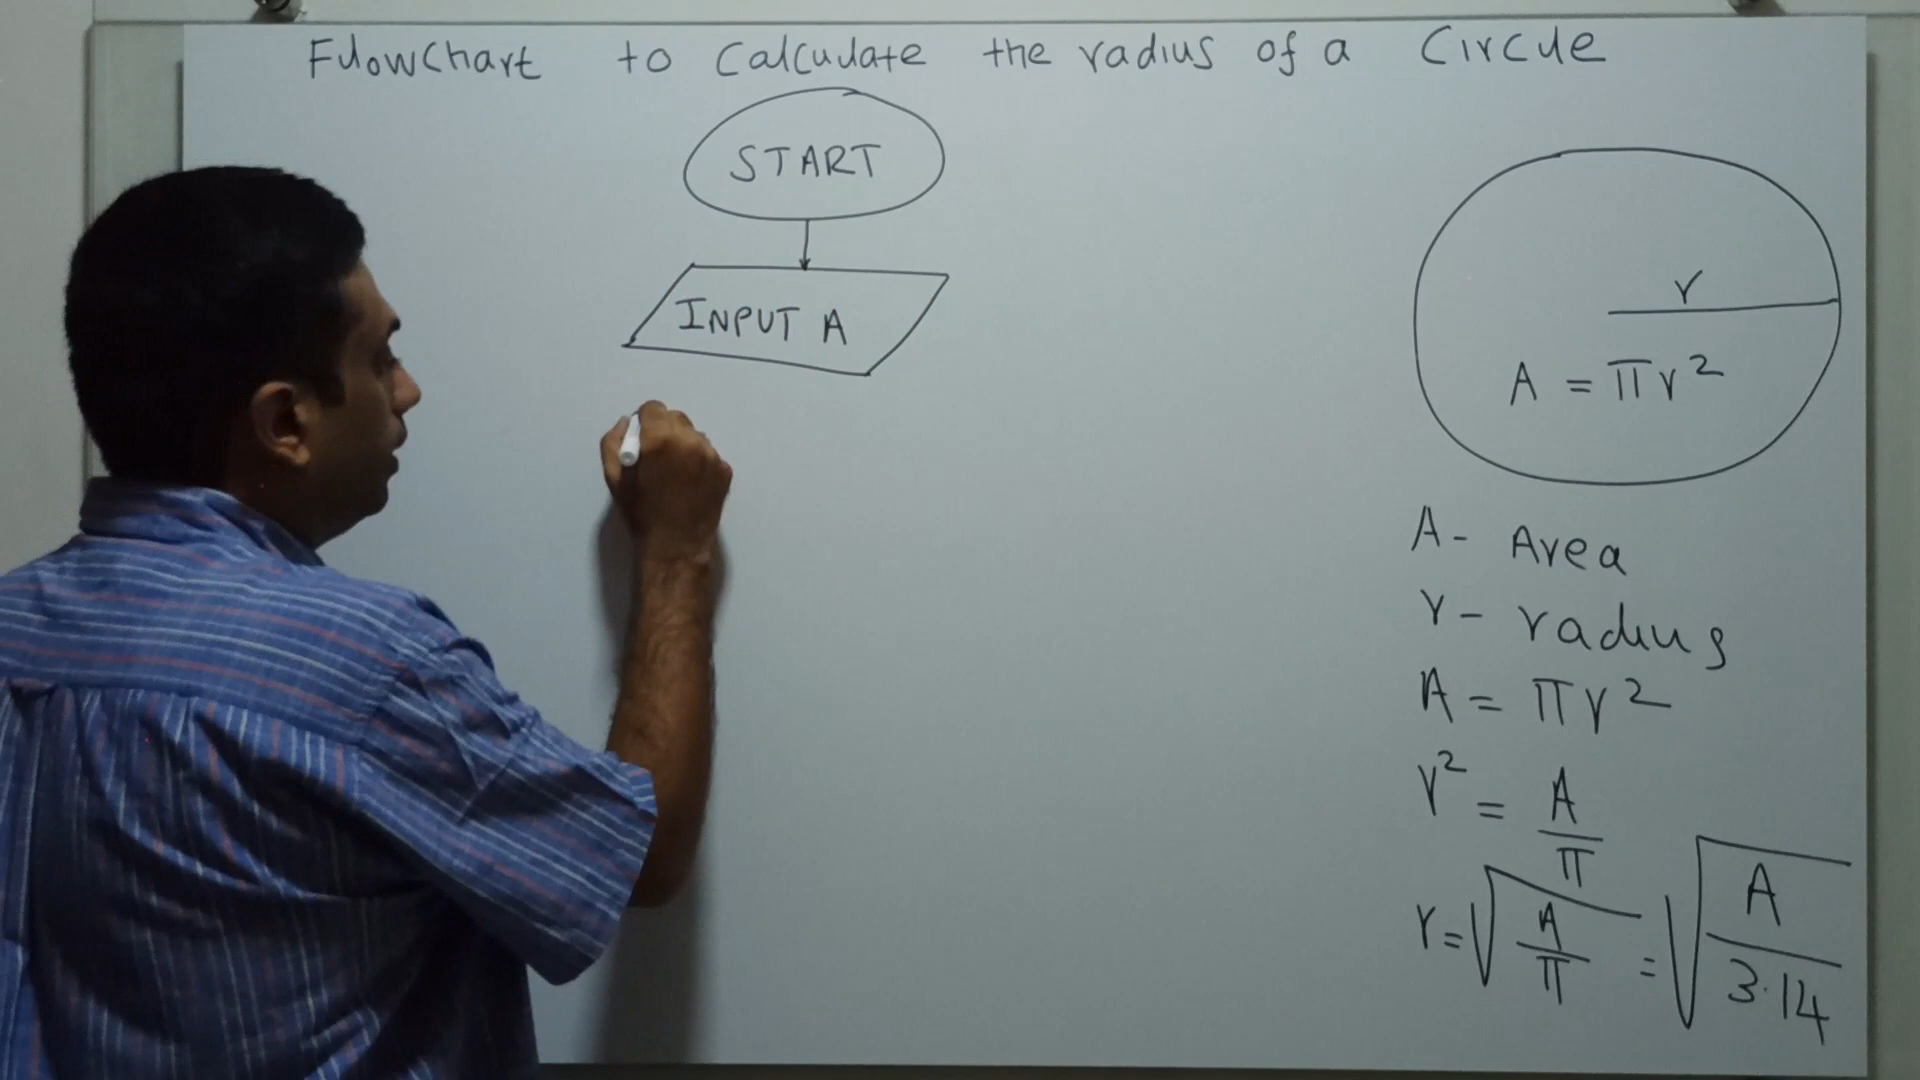 Flowchart to Calculate the radius of a Circle
START
INPUT A
r
A = πr²
A - Area
r - radius
A = πr²
r² = A/π
r = √(A/π) = √(A/3.14)